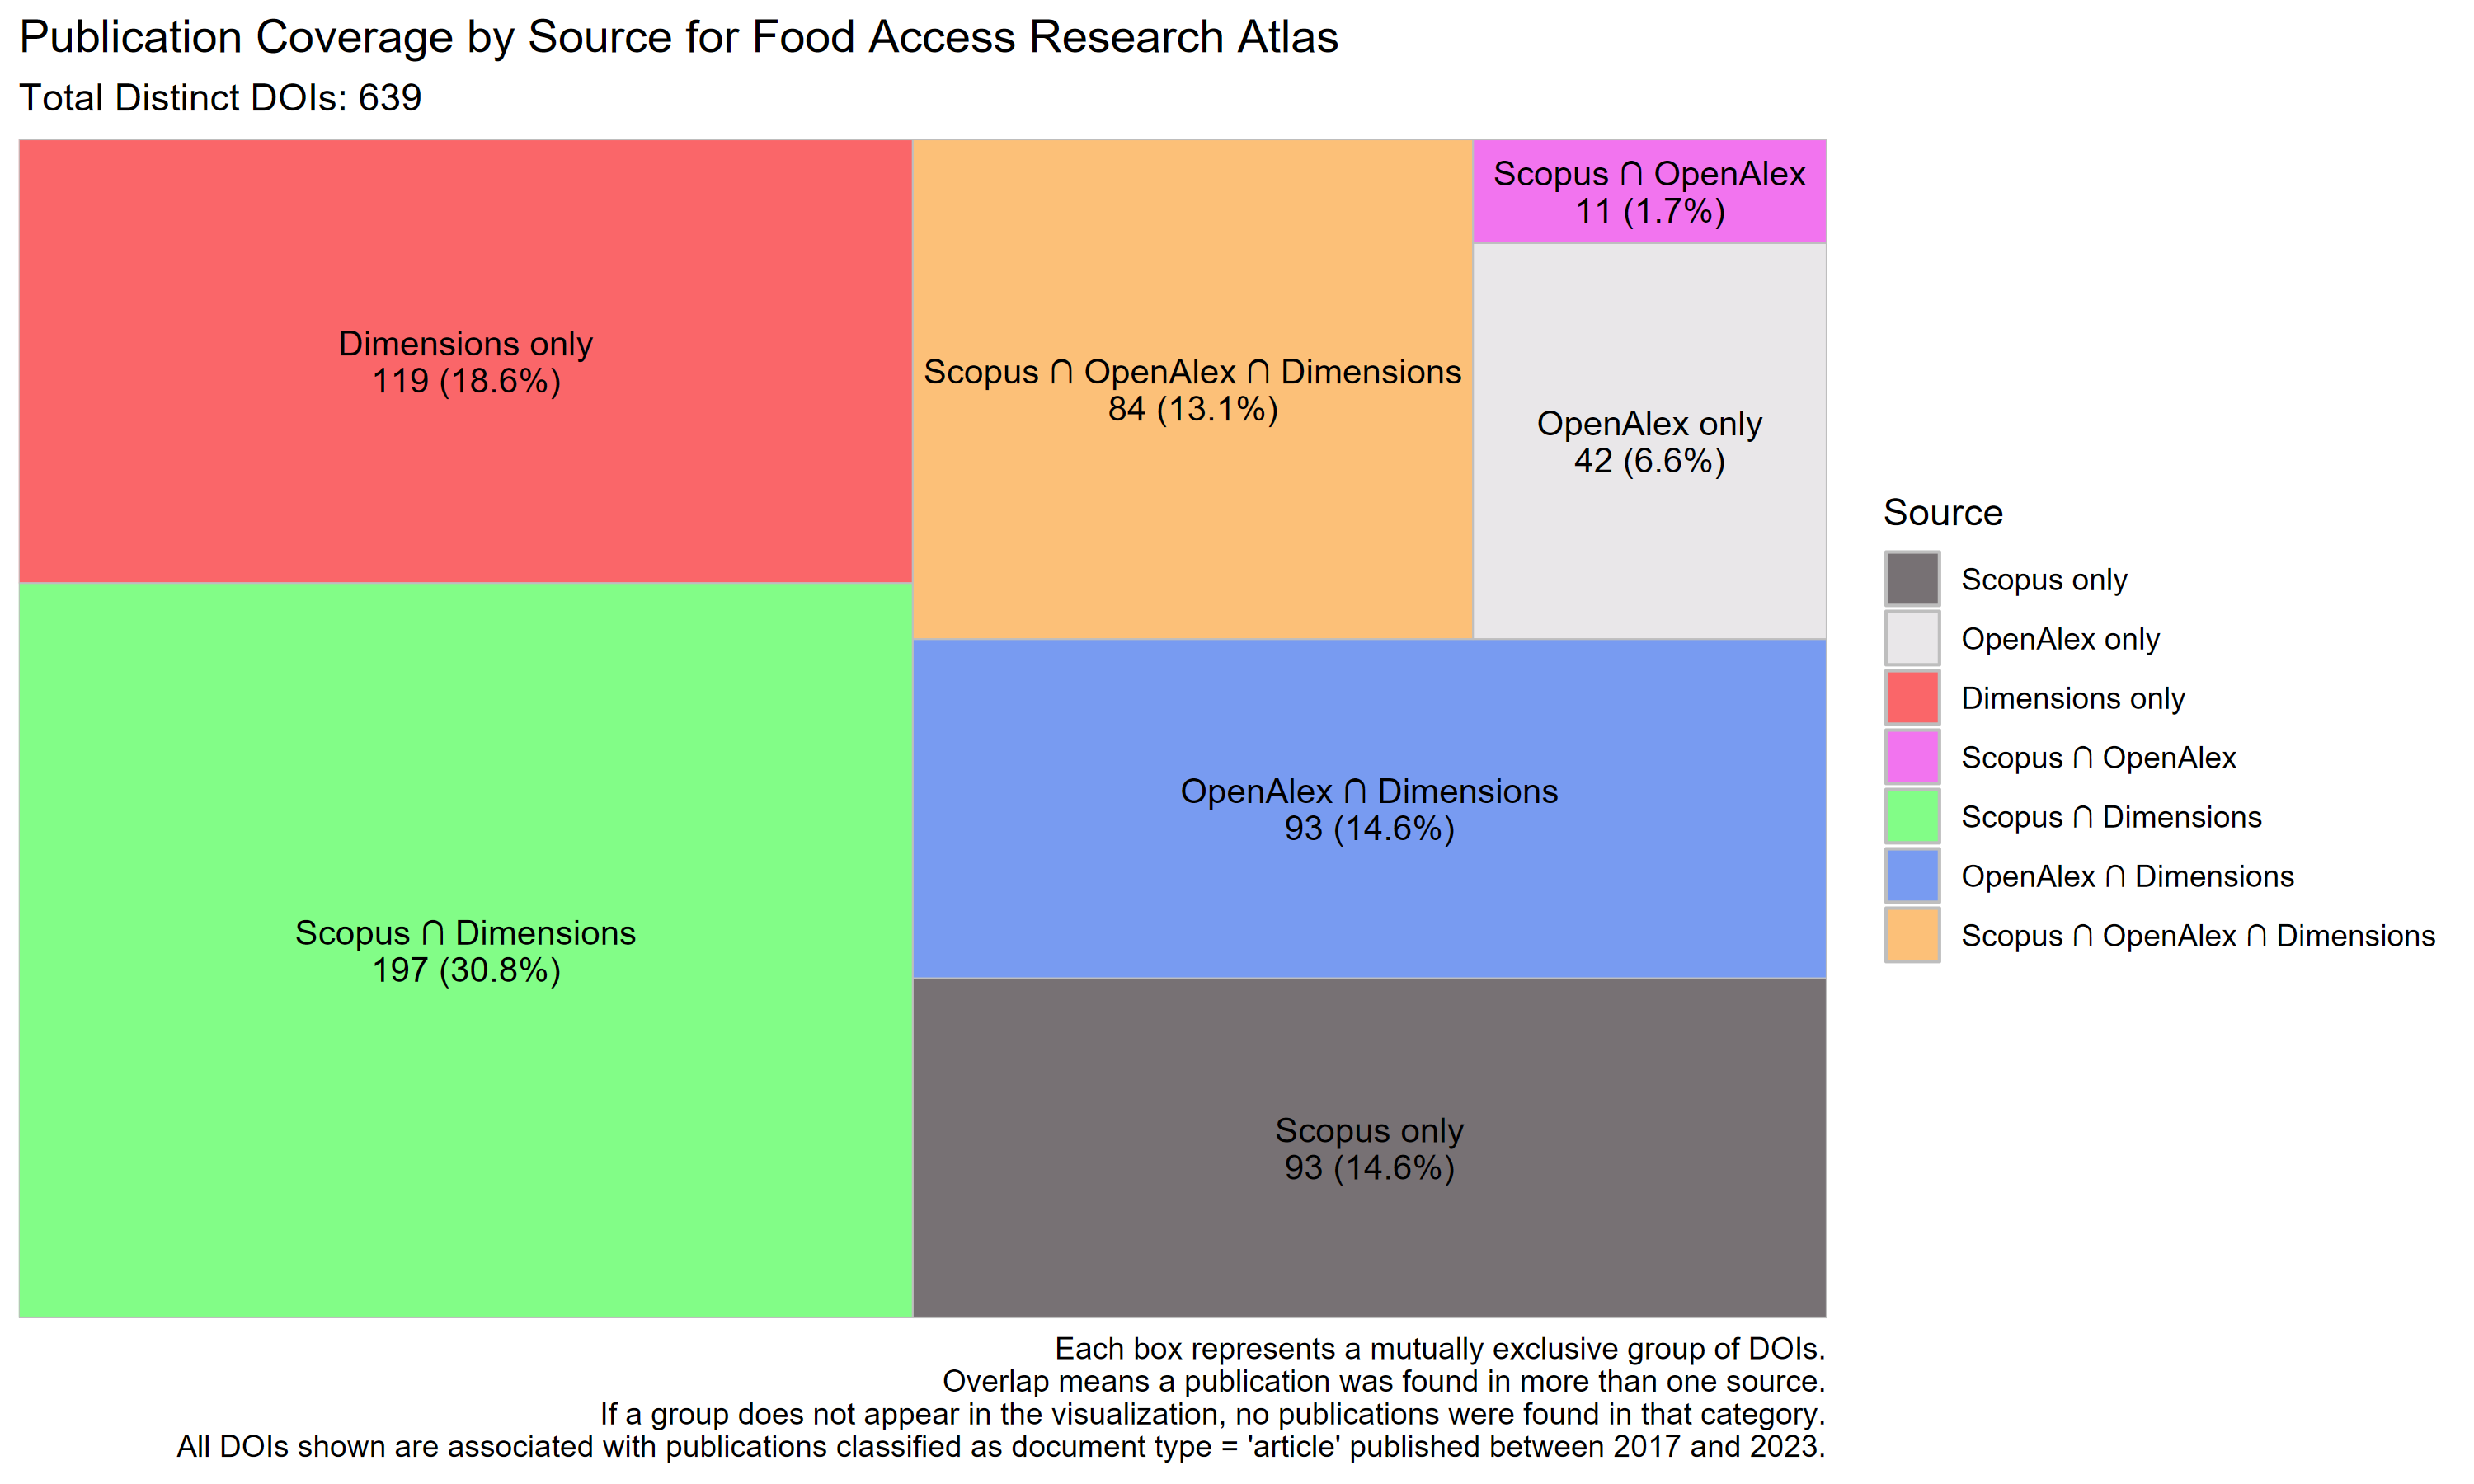 Publication Coverage by Source for Food Access Research Atlas
Total Distinct DOIs: 639
Dimensions only
119 (18.6%)
Scopus ∩ OpenAlex ∩ Dimensions
84 (13.1%)
Scopus ∩ OpenAlex
11 (1.7%)
OpenAlex only
42 (6.6%)
Scopus ∩ Dimensions
197 (30.8%)
OpenAlex ∩ Dimensions
93 (14.6%)
Scopus only
93 (14.6%)
Source
Scopus only
OpenAlex only
Dimensions only
Scopus ∩ OpenAlex
Scopus ∩ Dimensions
OpenAlex ∩ Dimensions
Scopus ∩ OpenAlex ∩ Dimensions
Each box represents a mutually exclusive group of DOIs.
Overlap means a publication was found in more than one source.
If a group does not appear in the visualization, no publications were found in that category.
All DOIs shown are associated with publications classified as document type = 'article' published between 2017 and 2023.